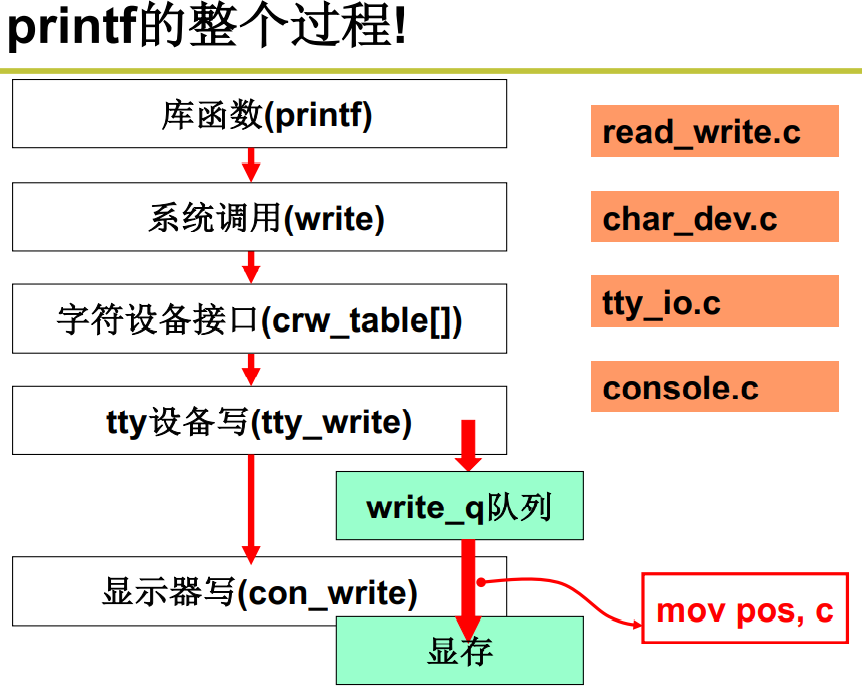 printf的整个过程!
库函数(printf)
系统调用(write)
字符设备接口(crw_table[])
tty设备写(tty_write)
write_q队列
显示器写(con_write)
显存
mov pos, c
read_write.c
char_dev.c
tty_io.c
console.c